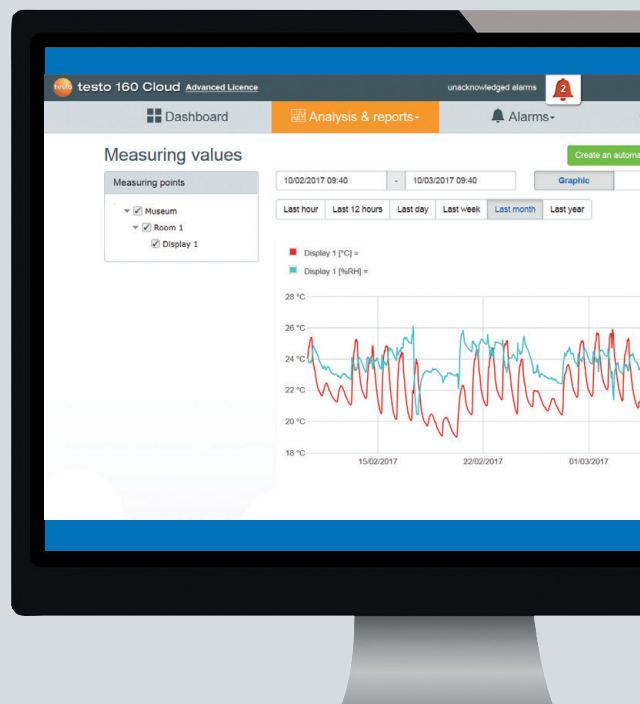 testo
testo 160 Cloud Advanced Licence
unacknowledged alarms 2
Dashboard
Analysis & reports
Alarms
Measuring values
Create an automa
Measuring points
10/02/2017 09:40 - 10/03/2017 09:40
Graphic
Museum
Room 1
Display 1
Last hour Last 12 hours Last day Last week Last month Last year
Display 1 [°C] =
Display 1 [%RH] =
28 °C
26 °C
24 °C
22 °C
20 °C
18 °C
15/02/2017 22/02/2017 01/03/2017